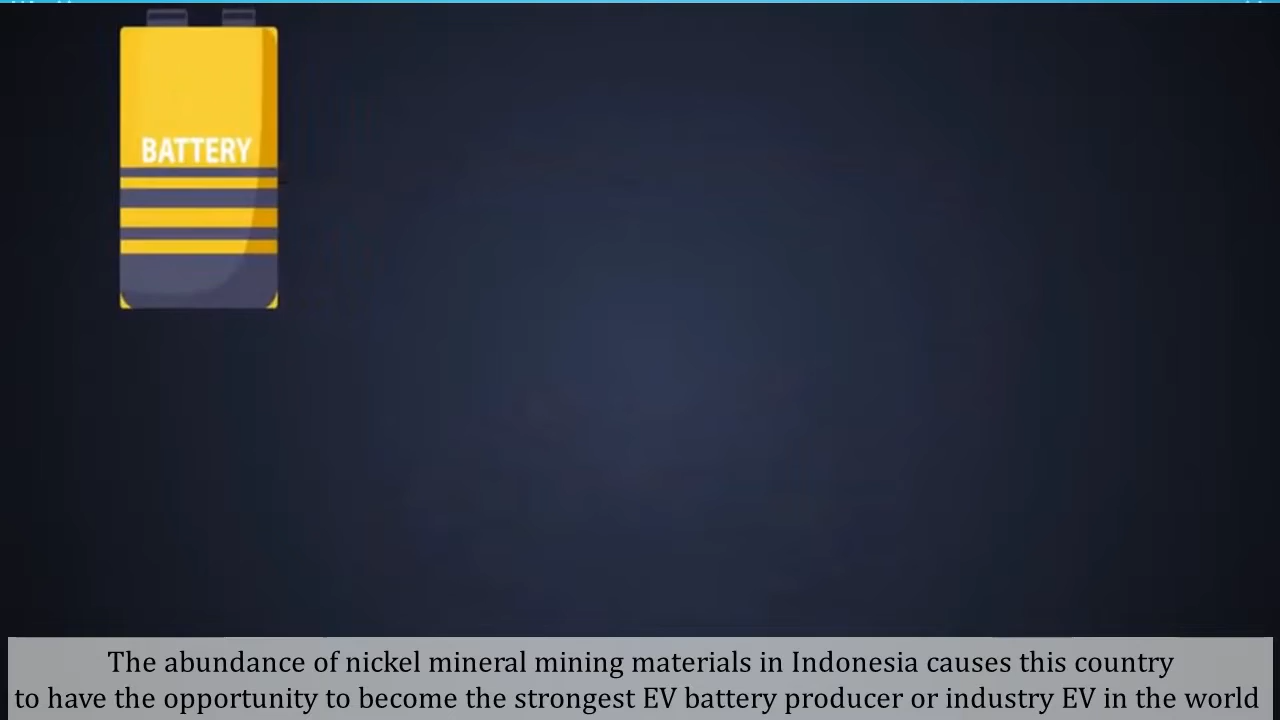 BATTERY
The abundance of nickel mineral mining materials in Indonesia causes this country
to have the opportunity to become the strongest EV battery producer or industry EV in the world